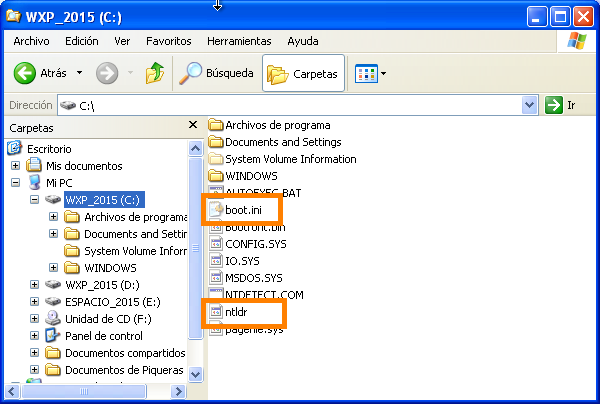 WXP_2015 (C:)
Archivo Edición Ver Favoritos Herramientas Ayuda
Atrás Búsqueda Carpetas
Dirección C:\ Ir
Carpetas
Escritorio
Mis documentos
Mi PC
WXP_2015 (C:)
Archivos de programa
Documents and Setting
System Volume Inform
WINDOWS
WXP_2015 (D:)
ESPACIO_2015 (E:)
Unidad de CD (F:)
Panel de control
Documentos compartidos
Documentos de Piqueras
Archivos de programa
Documents and Settings
System Volume Information
WINDOWS
AUTOEXEC.BAT
boot.ini
Bootfont.bin
CONFIG.SYS
IO.SYS
MSDOS.SYS
NTDETECT.COM
ntldr
pagefile.sys